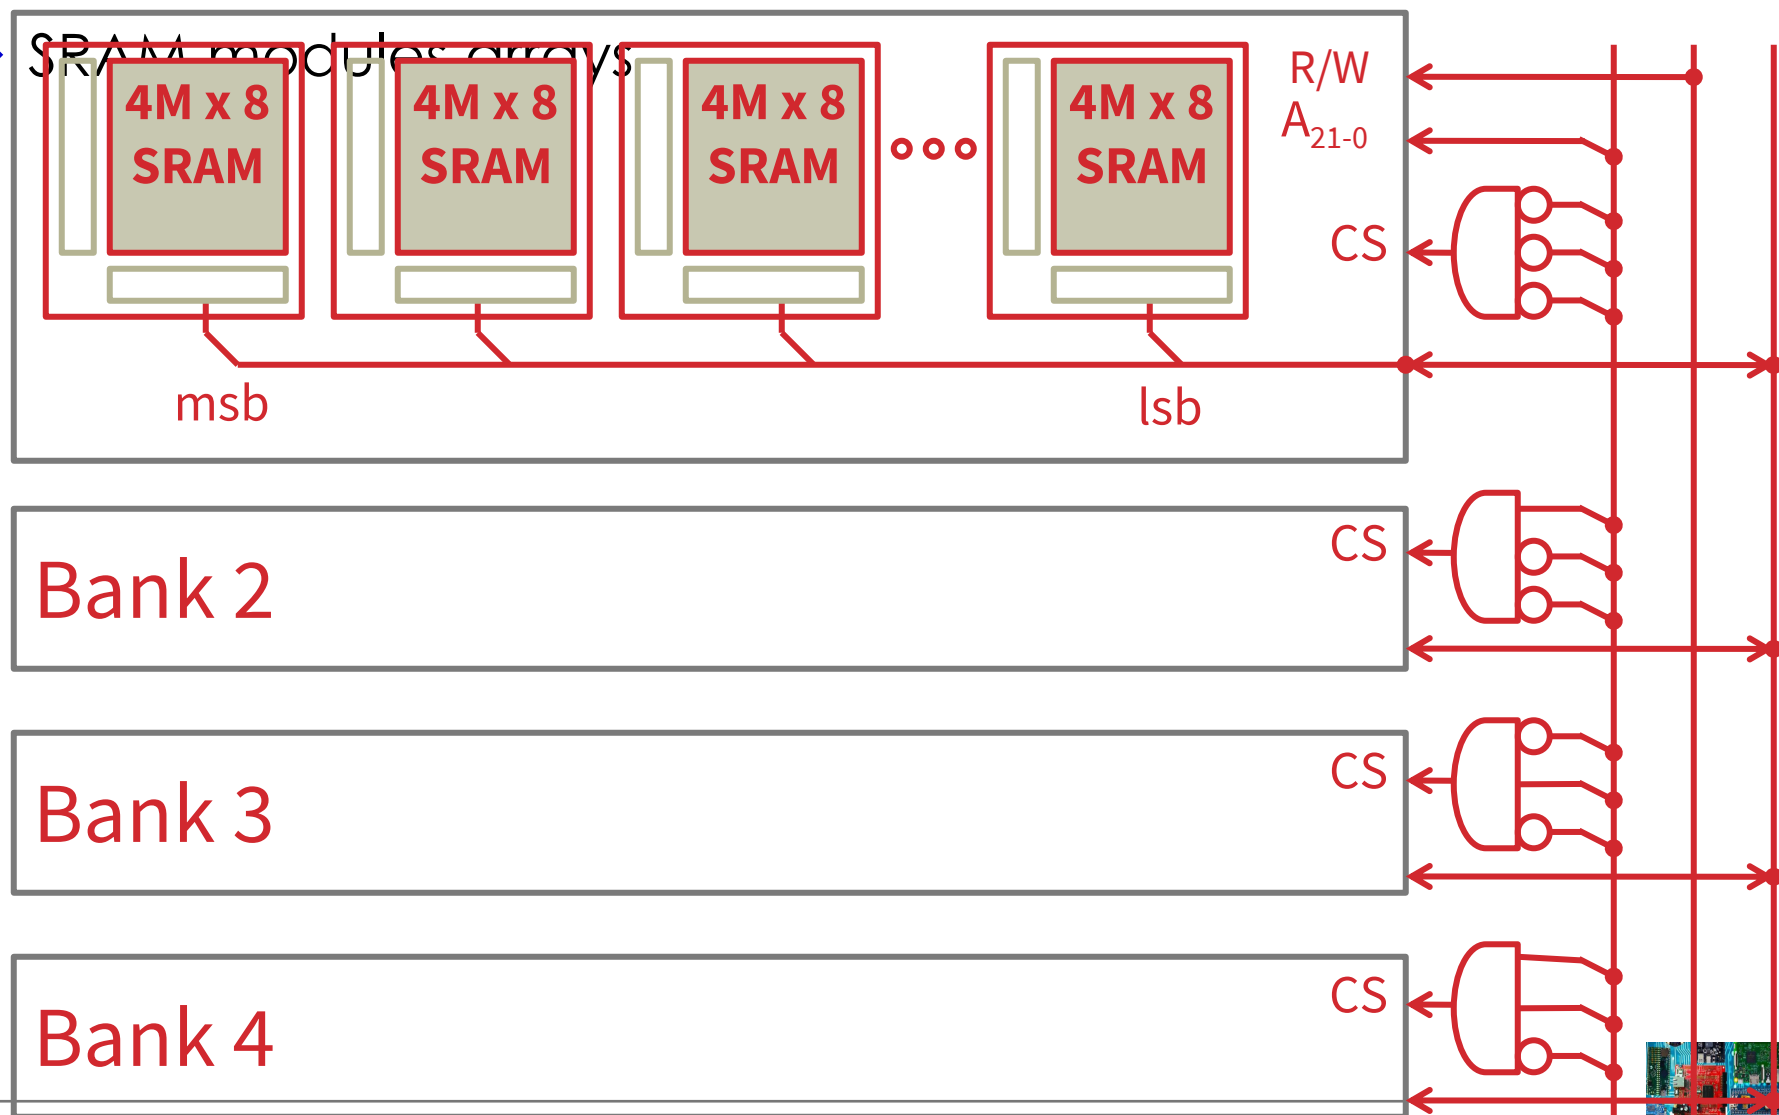 SRAM modules arrays
4M x 8 SRAM
4M x 8 SRAM
4M x 8 SRAM
4M x 8 SRAM
R/W
A21-0
CS
msb
lsb
Bank 2
CS
Bank 3
CS
Bank 4
CS